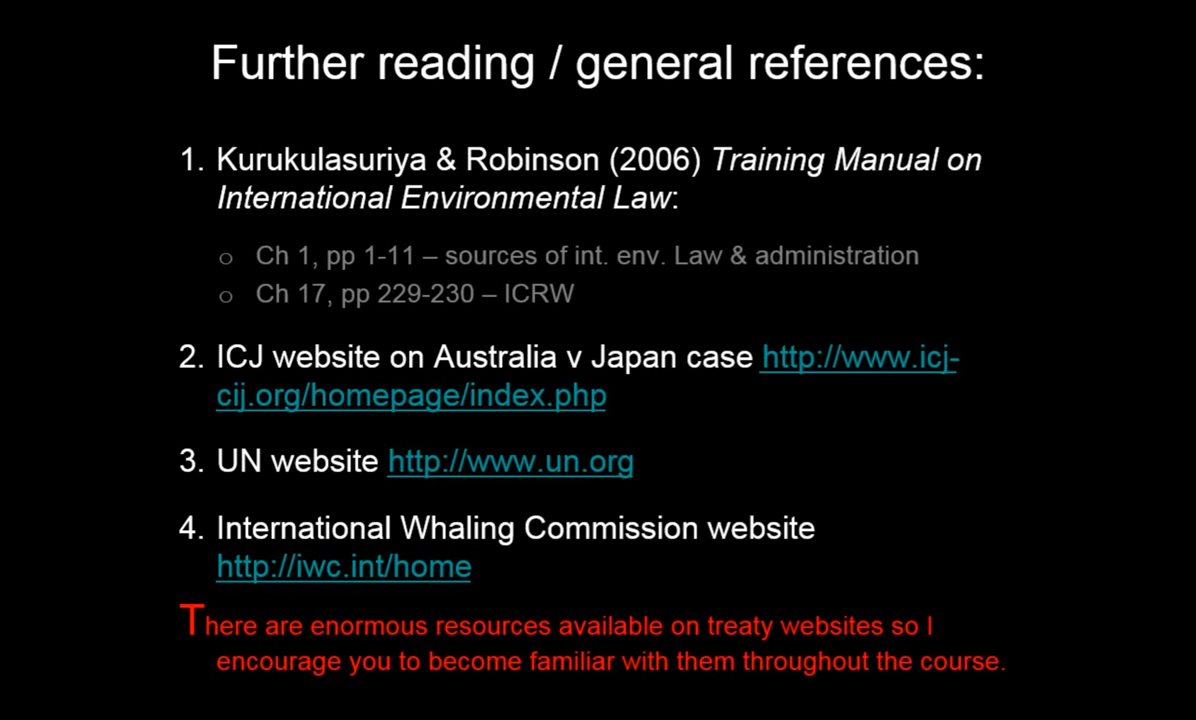 Further reading / general references:
1. Kurukulasuriya & Robinson (2006) Training Manual on
International Environmental Law:
o Ch 1, pp 1-11 – sources of int. env. Law & administration
o Ch 17, pp 229-230 – ICRW
2. ICJ website on Australia v Japan case http://www.icj-
cij.org/homepage/index.php
3. UN website http://www.un.org
4. International Whaling Commission website
http://iwc.int/home
There are enormous resources available on treaty websites so I
encourage you to become familiar with them throughout the course.